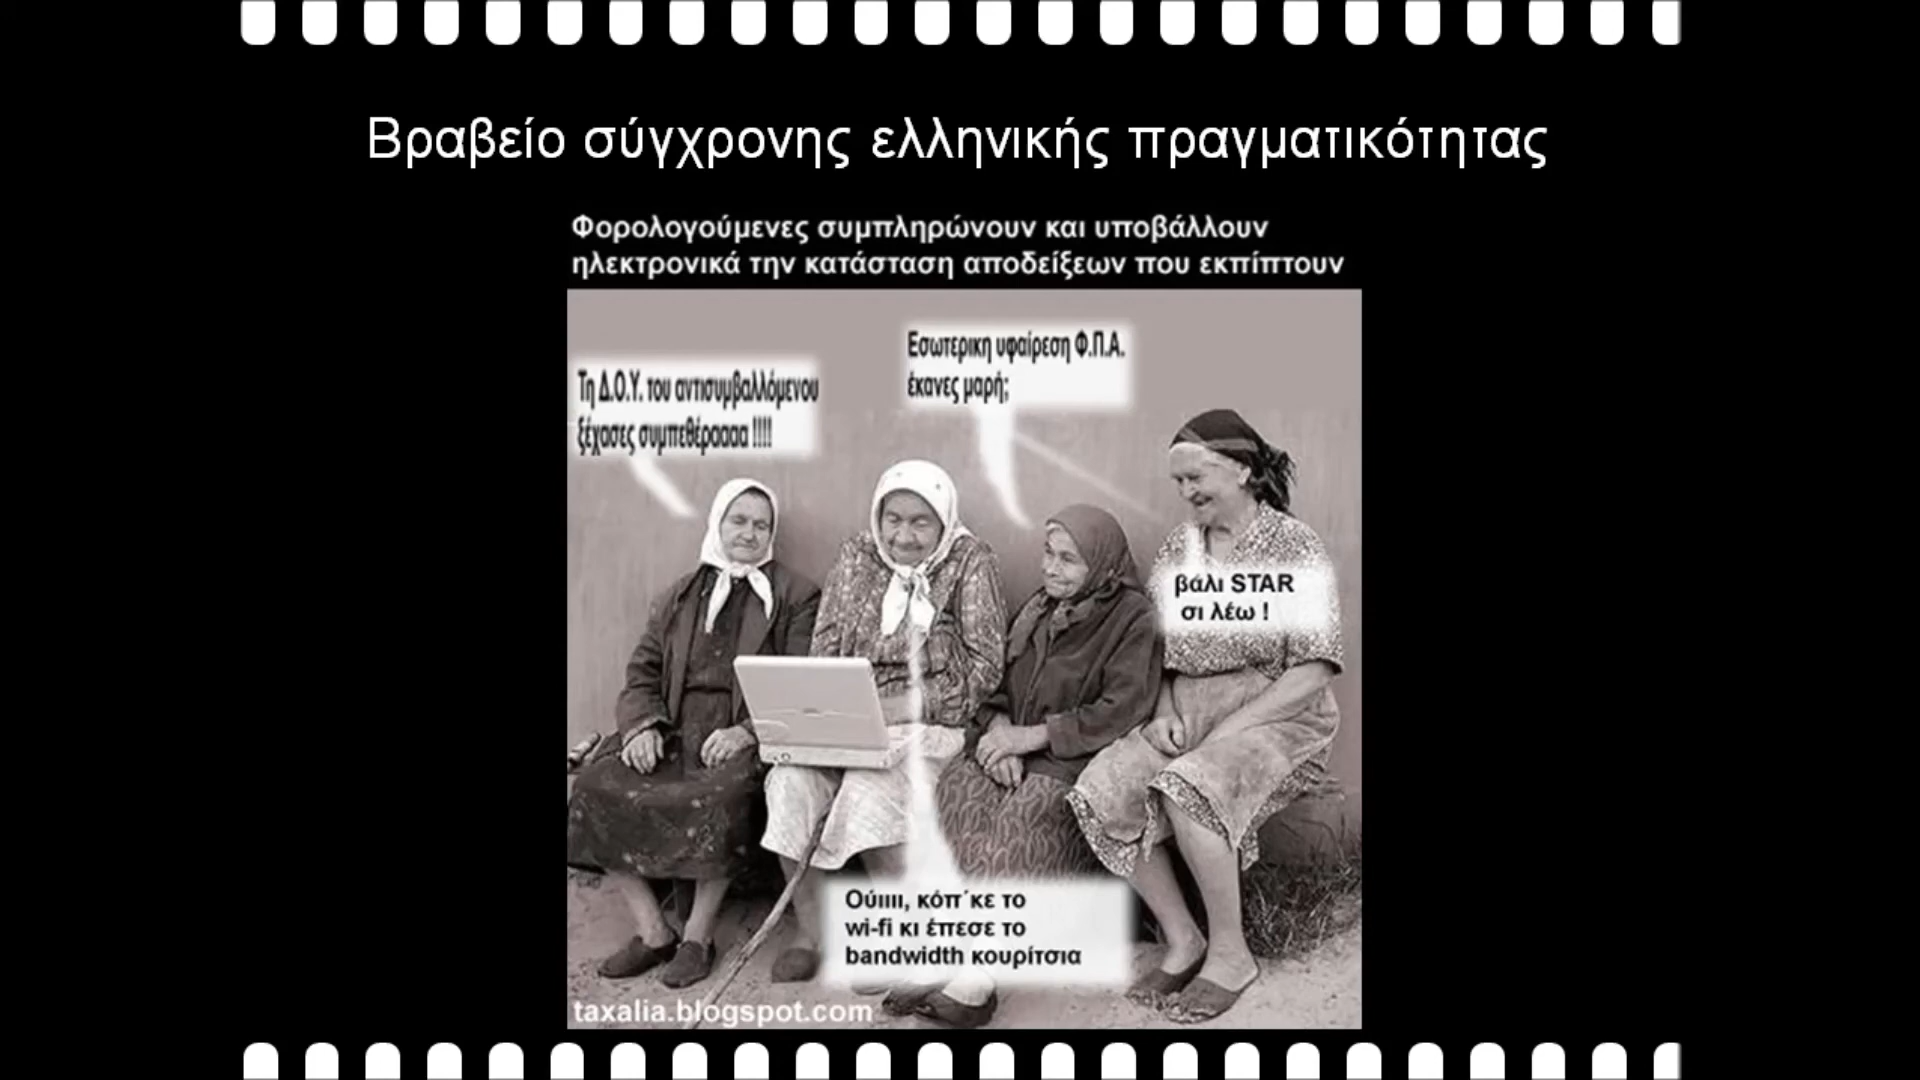 Βραβείο σύγχρονης ελληνικής πραγματικότητας
Φορολογούμενες συμπληρώνουν και υποβάλλουν
ηλεκτρονικά την κατάσταση αποδείξεων που εκπίπτουν
Τη Δ.Ο.Υ. του αντισυμβαλλόμενου
ξέχασες συμπεθέραααα !!!!
Εσωτερικη υφαίρεση Φ.Π.Α.
έκανες μαρή;
βάλι STAR
σι λέω !
Ούιιιι, κόπ΄κε το
wi-fi κι έπεσε το
bandwidth κουρίτσια
taxalia.blogspot.com